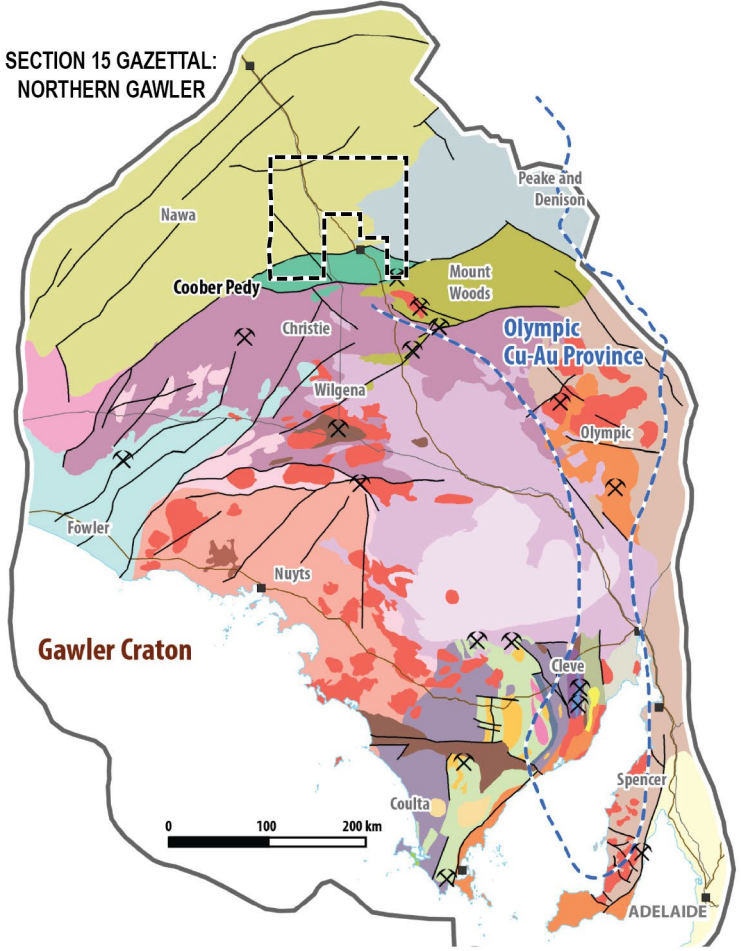 SECTION 15 GAZETTAL:
NORTHERN GAWLER
Peake and
Denison
Nawa
Mount
Woods
Coober Pedy
Christie
Olympic
Cu-Au Province
Wilgena
Olympic
Fowler
Nuyts
Gawler Craton
Cleve
Spencer
Coulta
0 100 200 km
ADELAIDE